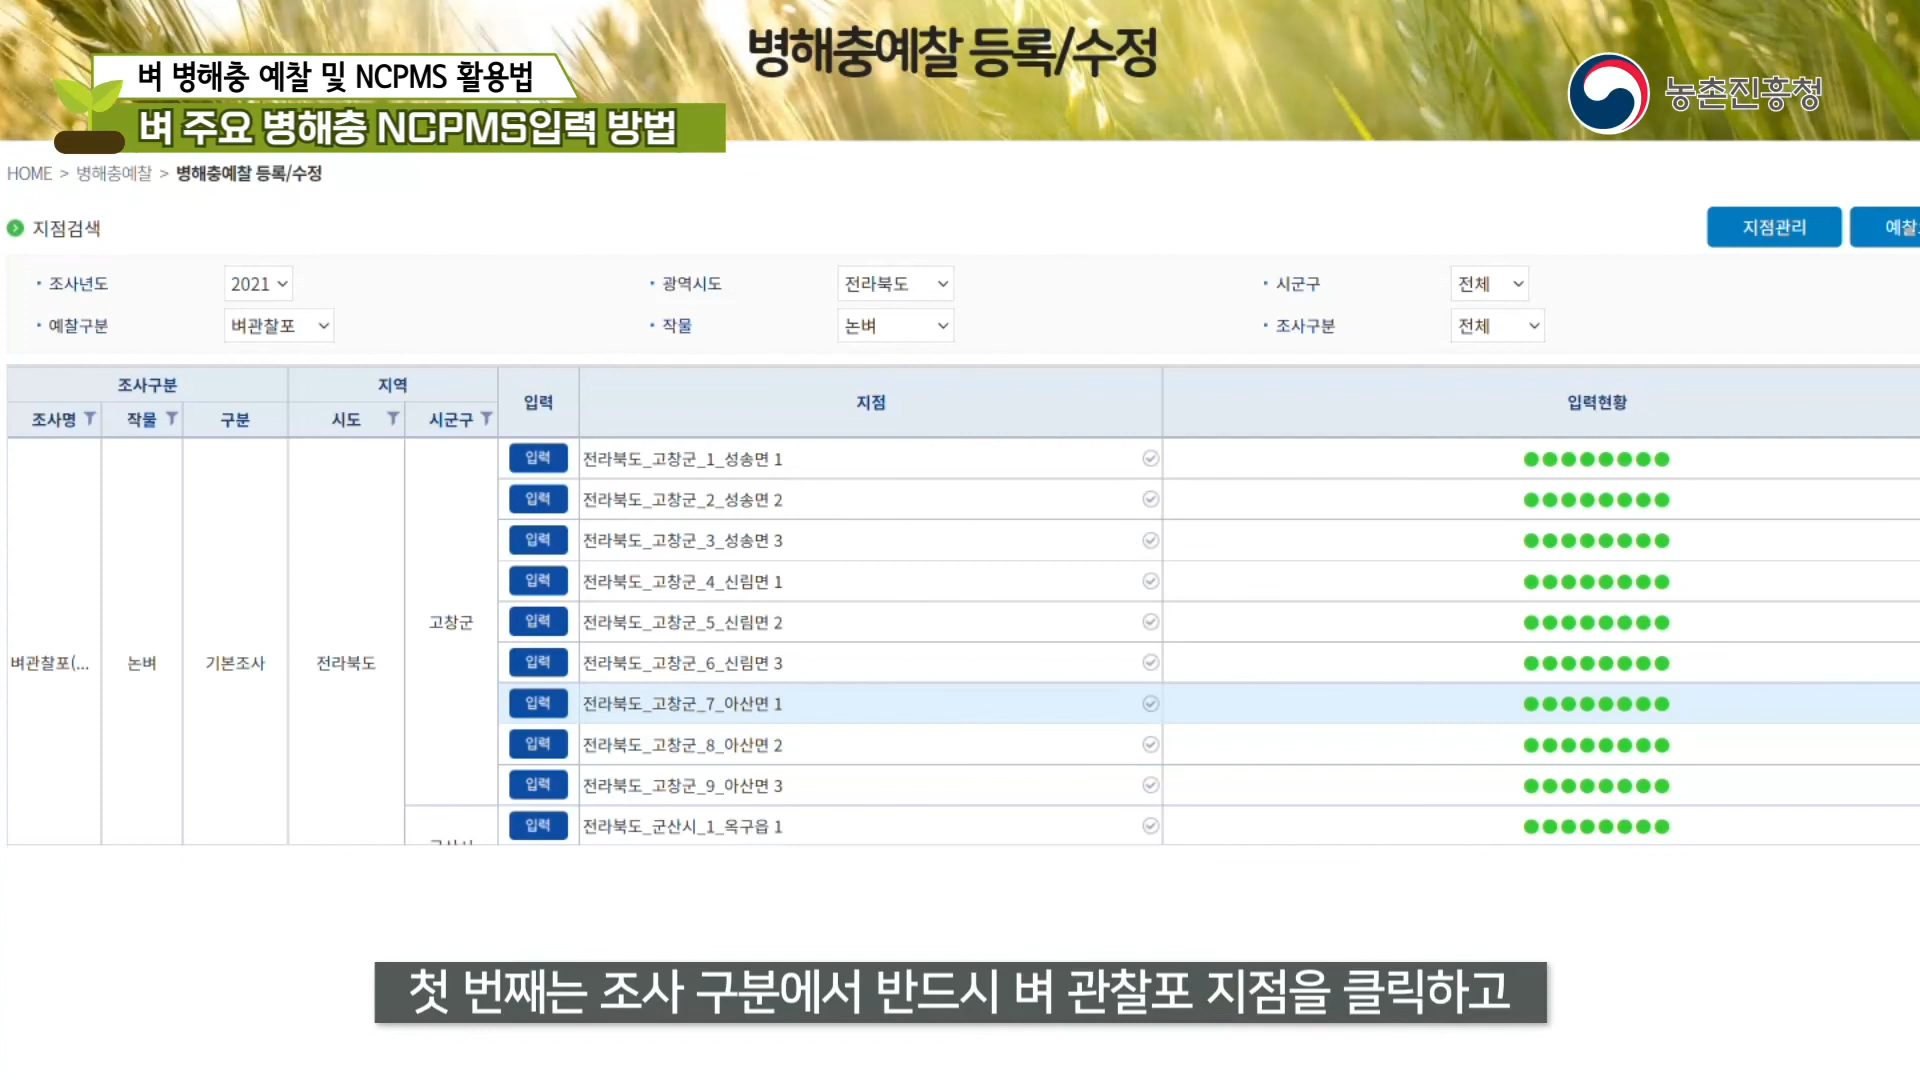 병해충예찰 등록/수정
벼 병해충 예찰 및 NCPMS 활용법
벼 주요 병해충 NCPMS입력 방법
농촌진흥청
HOME > 병해충예찰 > 병해충예찰 등록/수정
지점검색
지점관리
예찰
· 조사년도 2021 · 광역시도 전라북도 · 시군구 전체
· 예찰구분 벼관찰포 · 작물 논벼 · 조사구분 전체
조사구분 지역 입력 지점 입력현황
조사명 작물 구분 시도 시군구
입력 전라북도_고창군_1_성송면 1
입력 전라북도_고창군_2_성송면 2
입력 전라북도_고창군_3_성송면 3
입력 전라북도_고창군_4_신림면 1
고창군 입력 전라북도_고창군_5_신림면 2
벼관찰포(... 논벼 기본조사 전라북도 입력 전라북도_고창군_6_신림면 3
입력 전라북도_고창군_7_아산면 1
입력 전라북도_고창군_8_아산면 2
입력 전라북도_고창군_9_아산면 3
입력 전라북도_군산시_1_옥구읍 1
첫 번째는 조사 구분에서 반드시 벼 관찰포 지점을 클릭하고